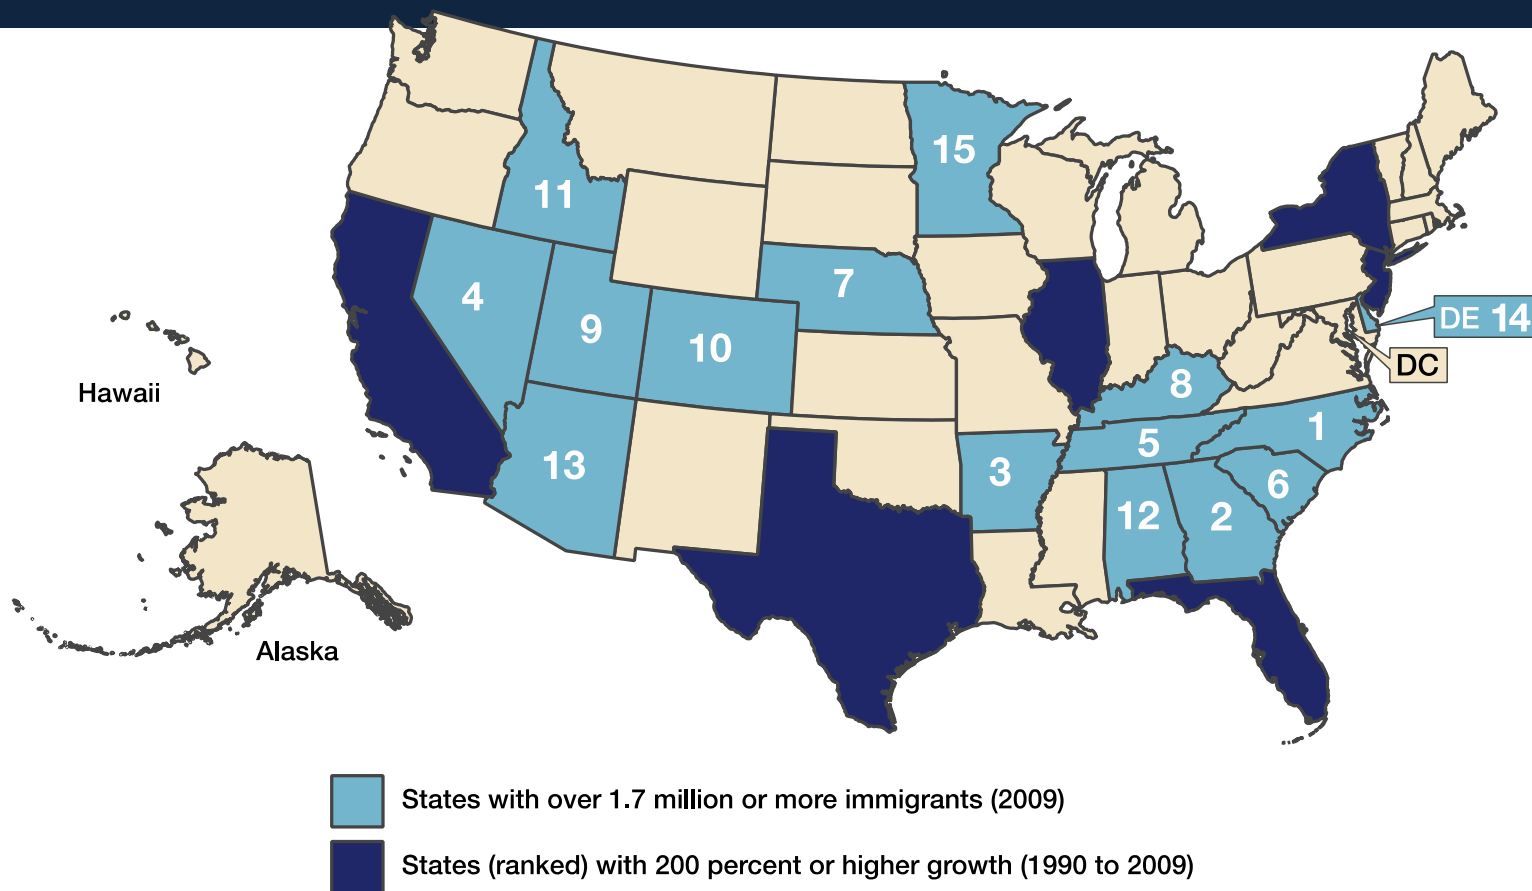 15
11
7
4
DE 14
9
10
DC
Hawaii
8
1
5
13
3
6
12
2
Alaska
States with over 1.7 million or more immigrants (2009)
States (ranked) with 200 percent or higher growth (1990 to 2009)